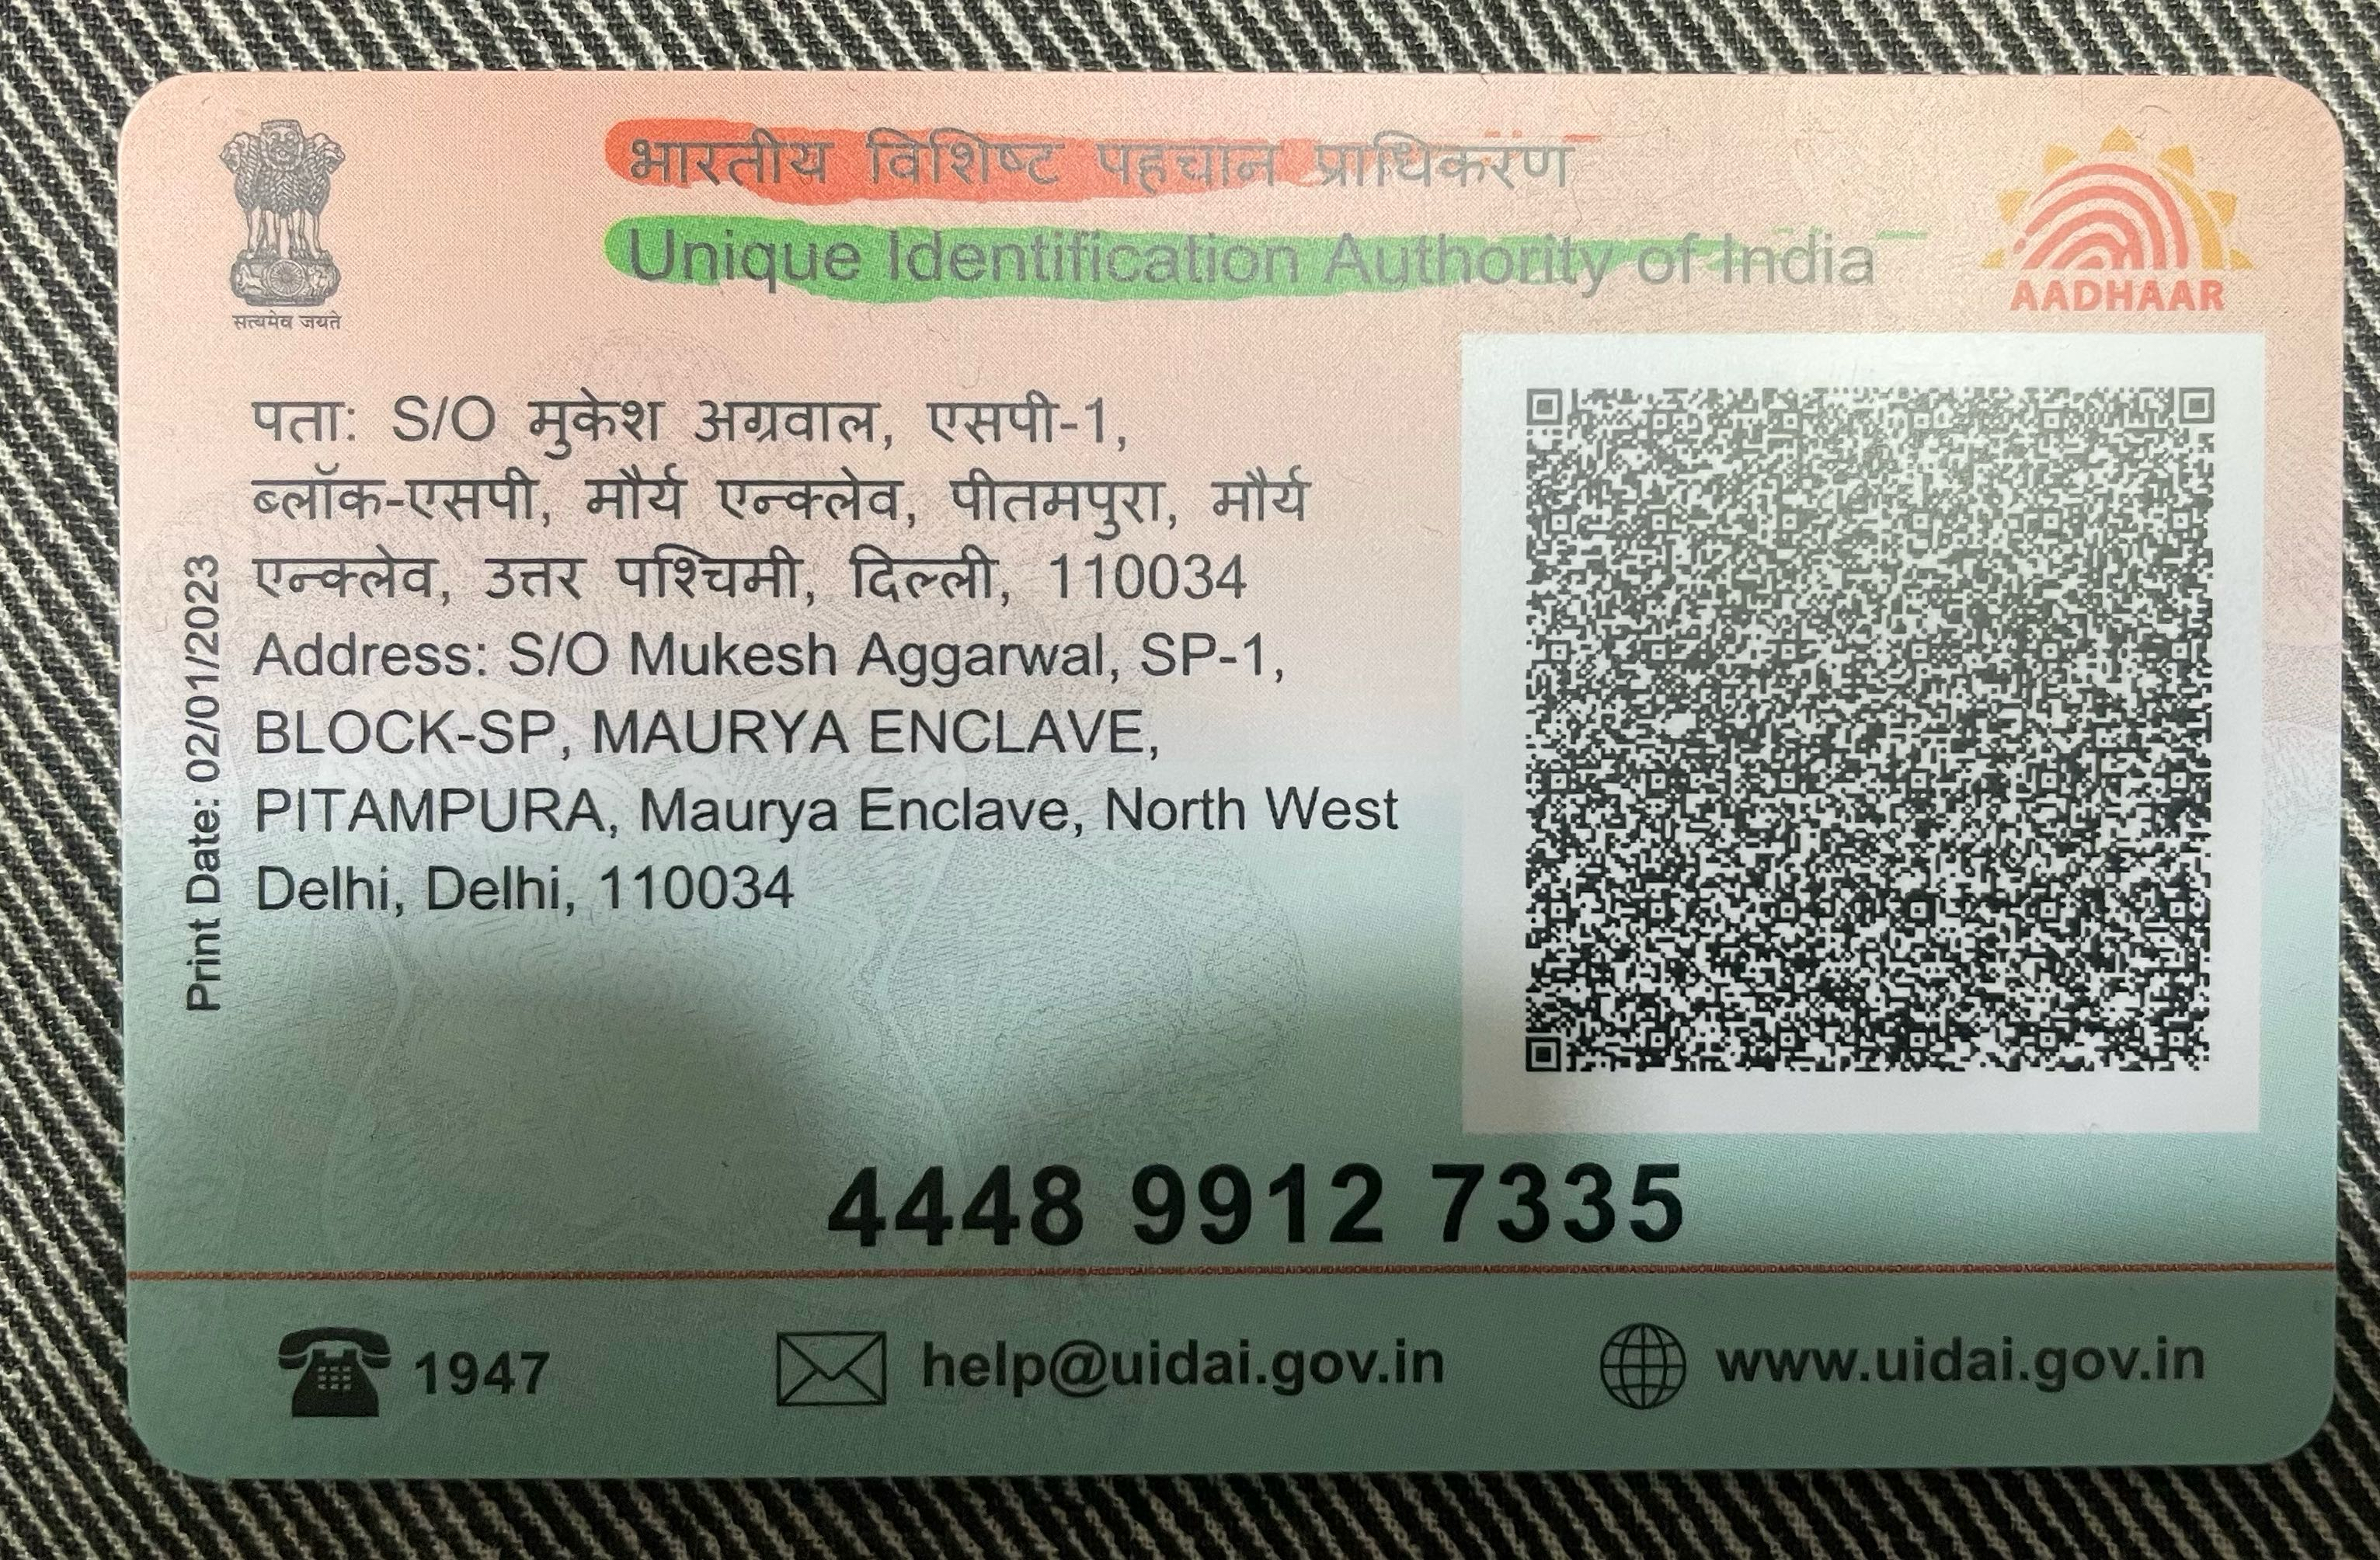 भारतीय विशिष्ट पहचान प्राधिकरण
Unique Identification Authority of India
सत्यमेव जयते
AADHAAR
पता: S/O मुकेश अग्रवाल, एसपी-1,
ब्लॉक-एसपी, मौर्य एन्क्लेव, पीतमपुरा, मौर्य
एन्क्लेव, उत्तर पश्चिमी, दिल्ली, 110034
Address: S/O Mukesh Aggarwal, SP-1,
BLOCK-SP, MAURYA ENCLAVE,
PITAMPURA, Maurya Enclave, North West
Delhi, Delhi, 110034
Print Date: 02/01/2023
4448 9912 7335
1947
help@uidai.gov.in
www.uidai.gov.in